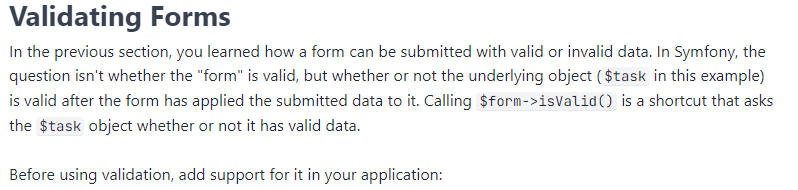 Validating Forms
In the previous section, you learned how a form can be submitted with valid or invalid data. In Symfony, the
question isn't whether the "form" is valid, but whether or not the underlying object ( $task in this example)
is valid after the form has applied the submitted data to it. Calling $form->isValid() is a shortcut that asks
the $task object whether or not it has valid data.
Before using validation, add support for it in your application: